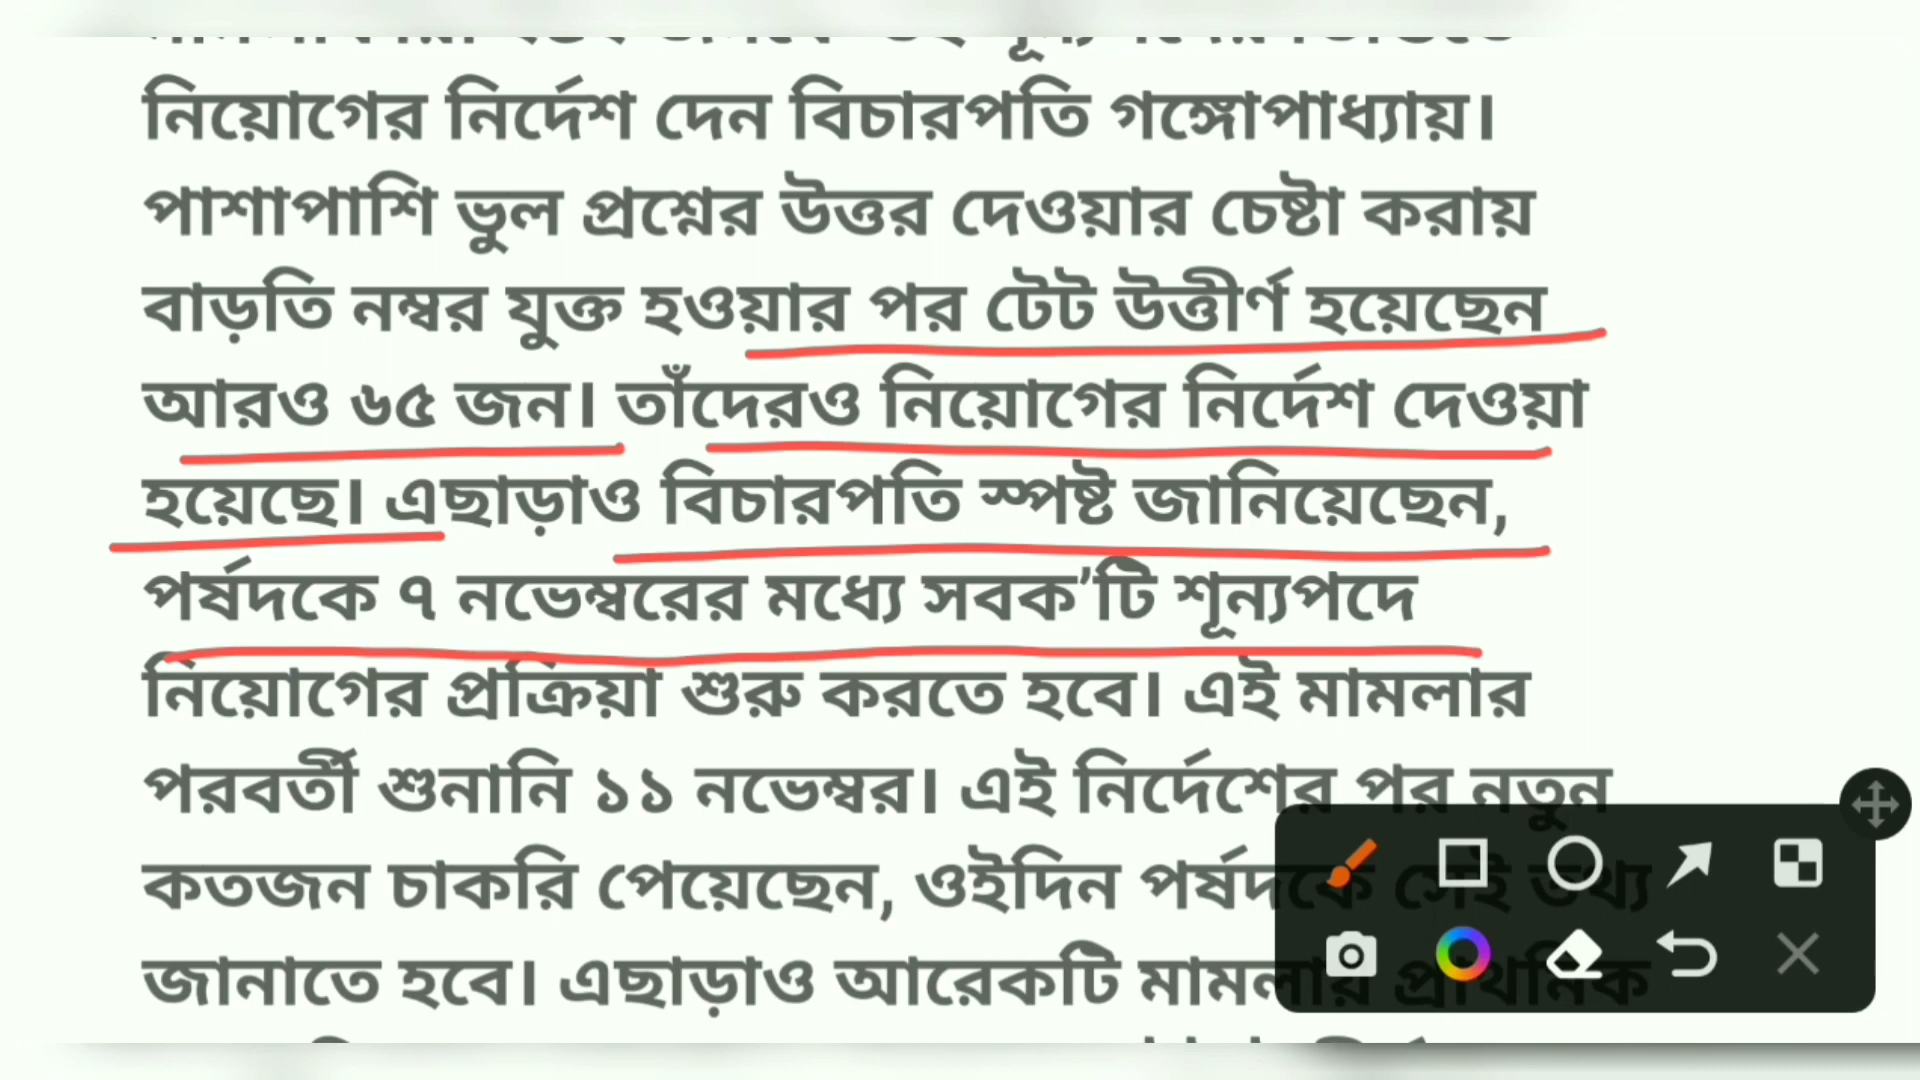 নিয়োগের নির্দেশ দেন বিচারপতি গঙ্গোপাধ্যায়।
পাশাপাশি ভুল প্রশ্নের উত্তর দেওয়ার চেষ্টা করায়
বাড়তি নম্বর যুক্ত হওয়ার পর টেট উত্তীর্ণ হয়েছেন
আরও ৬৫ জন। তাঁদেরও নিয়োগের নির্দেশ দেওয়া
হয়েছে। এছাড়াও বিচারপতি স্পষ্ট জানিয়েছেন,
পর্ষদকে ৭ নভেম্বরের মধ্যে সবক’টি শূন্যপদে
নিয়োগের প্রক্রিয়া শুরু করতে হবে। এই মামলার
পরবর্তী শুনানি ১১ নভেম্বর। এই নির্দেশের পর নতুন
কতজন চাকরি পেয়েছেন, ওইদিন পর্ষদকে সেই তথ্য
জানাতে হবে। এছাড়াও আরেকটি মামলায় প্রাথমিক